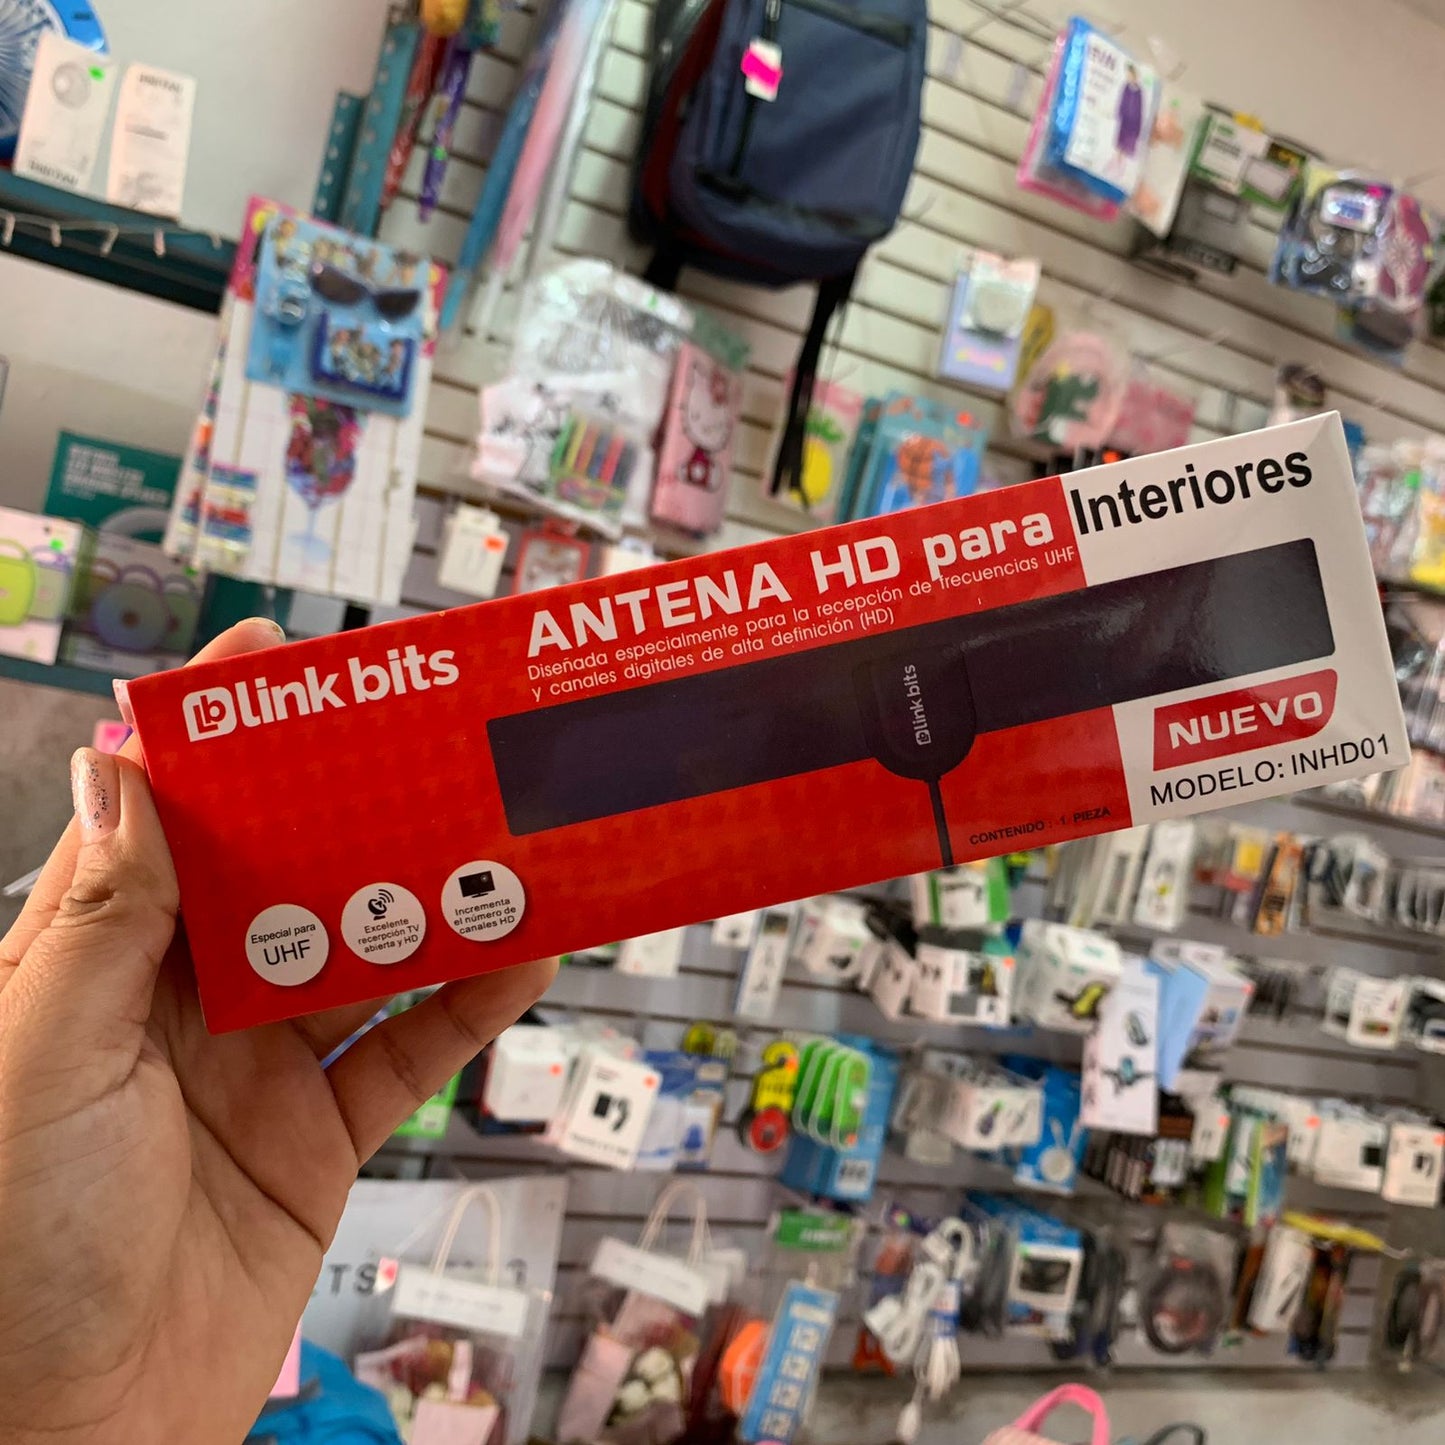 link bits
ANTENA HD para Interiores
Diseñada especialmente para la recepción de frecuencias UHF
y canales digitales de alta definición (HD)
link bits
NUEVO
MODELO: INHD01
CONTENIDO : 1 PIEZA
Especial para
UHF
Excelente
recerpción TV
abierta y HD
Incrementa
el número de
canales HD